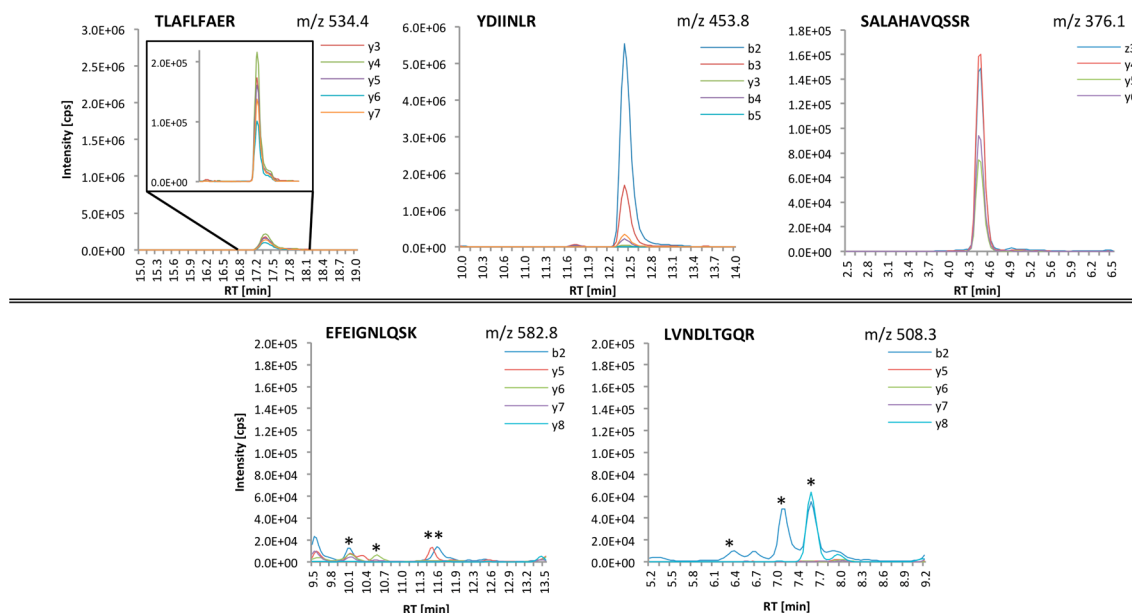 TLAFLFAER m/z 534.4
Intensity [cps]
3.0E+06
2.5E+06
2.0E+06
1.5E+06
1.0E+06
5.0E+05
0.0E+00
2.0E+05
1.0E+05
0.0E+00
y3
y4
y5
y6
y7
15.0 15.3 15.6 15.9 16.2 16.5 16.8 17.2 17.5 17.8 18.1 18.4 18.7 19.0
RT [min]
YDIINLR m/z 453.8
6.0E+06
5.0E+06
4.0E+06
3.0E+06
2.0E+06
1.0E+06
0.0E+00
b2
b3
y3
b4
b5
10.0 10.3 10.6 11.0 11.3 11.6 11.9 12.2 12.5 12.8 13.1 13.4 13.7 14.0
RT [min]
SALAHAVQSSR m/z 376.1
1.8E+05
1.6E+05
1.4E+05
1.2E+05
1.0E+05
8.0E+04
6.0E+04
4.0E+04
2.0E+04
0.0E+00
z3
2.5 2.8 3.1 3.4 3.7 4.0 4.3 4.6 4.9 5.2 5.6 5.9 6.2 6.5
RT [min]
EFEIGNLQSK m/z 582.8
Intensity [cps]
2.0E+05
1.8E+05
1.6E+05
1.4E+05
1.2E+05
1.0E+05
8.0E+04
6.0E+04
4.0E+04
2.0E+04
0.0E+00
b2
y5
y6
y7
y8
*
*
**
9.5 9.8 10.1 10.4 10.7 11.0 11.3 11.6 11.9 12.2 12.6 12.9 13.2 13.5
RT [min]
LVNDLTGQR m/z 508.3
2.0E+05
1.8E+05
1.6E+05
1.4E+05
1.2E+05
1.0E+05
8.0E+04
6.0E+04
4.0E+04
2.0E+04
0.0E+00
b2
y5
y6
y7
y8
*
*
*
5.2 5.5 5.8 6.1 6.4 6.7 7.0 7.4 7.7 8.0 8.3 8.6 8.9 9.2
RT [min]